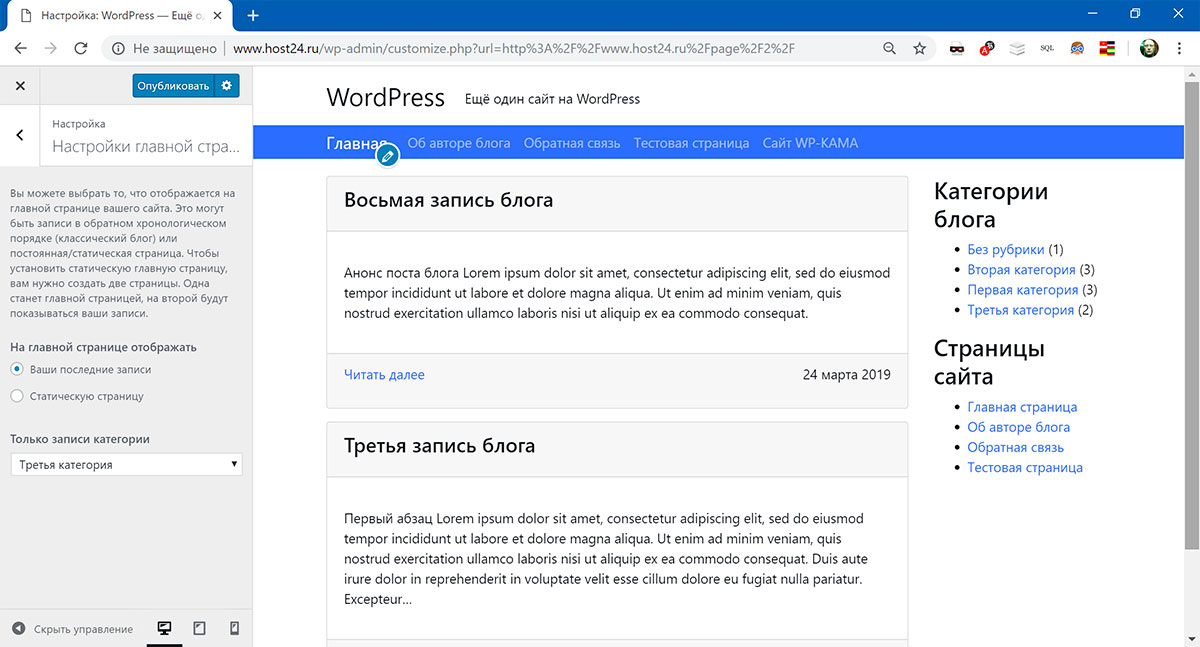 Настройка: WordPress — Ещё о
Не защищено
www.host24.ru/wp-admin/customize.php?url=http%3A%2F%2Fwww.host24.ru%2Fpage%2F2%2F
SQL
Опубликовать
Настройка
Настройки главной стра...
Вы можете выбрать то, что отображается на
главной странице вашего сайта. Это могут
быть записи в обратном хронологическом
порядке (классический блог) или
постоянная/статическая страница. Чтобы
установить статическую главную страницу,
вам нужно создать две страницы. Одна
станет главной страницей, на второй будут
показываться ваши записи.
На главной странице отображать
Ваши последние записи
Статическую страницу
Только записи категории
Третья категория
Скрыть управление
WordPress Ещё один сайт на WordPress
Главная Об авторе блога Обратная связь Тестовая страница Сайт WP-KAMA
Восьмая запись блога
Анонс поста блога Lorem ipsum dolor sit amet, consectetur adipiscing elit, sed do eiusmod
tempor incididunt ut labore et dolore magna aliqua. Ut enim ad minim veniam, quis
nostrud exercitation ullamco laboris nisi ut aliquip ex ea commodo consequat.
Читать далее 24 марта 2019
Третья запись блога
Первый абзац Lorem ipsum dolor sit amet, consectetur adipiscing elit, sed do eiusmod
tempor incididunt ut labore et dolore magna aliqua. Ut enim ad minim veniam, quis
nostrud exercitation ullamco laboris nisi ut aliquip ex ea commodo consequat. Duis aute
irure dolor in reprehenderit in voluptate velit esse cillum dolore eu fugiat nulla pariatur.
Excepteur...
Категории
блога
Без рубрики (1)
Вторая категория (3)
Первая категория (3)
Третья категория (2)
Страницы
сайта
Главная страница
Об авторе блога
Обратная связь
Тестовая страница